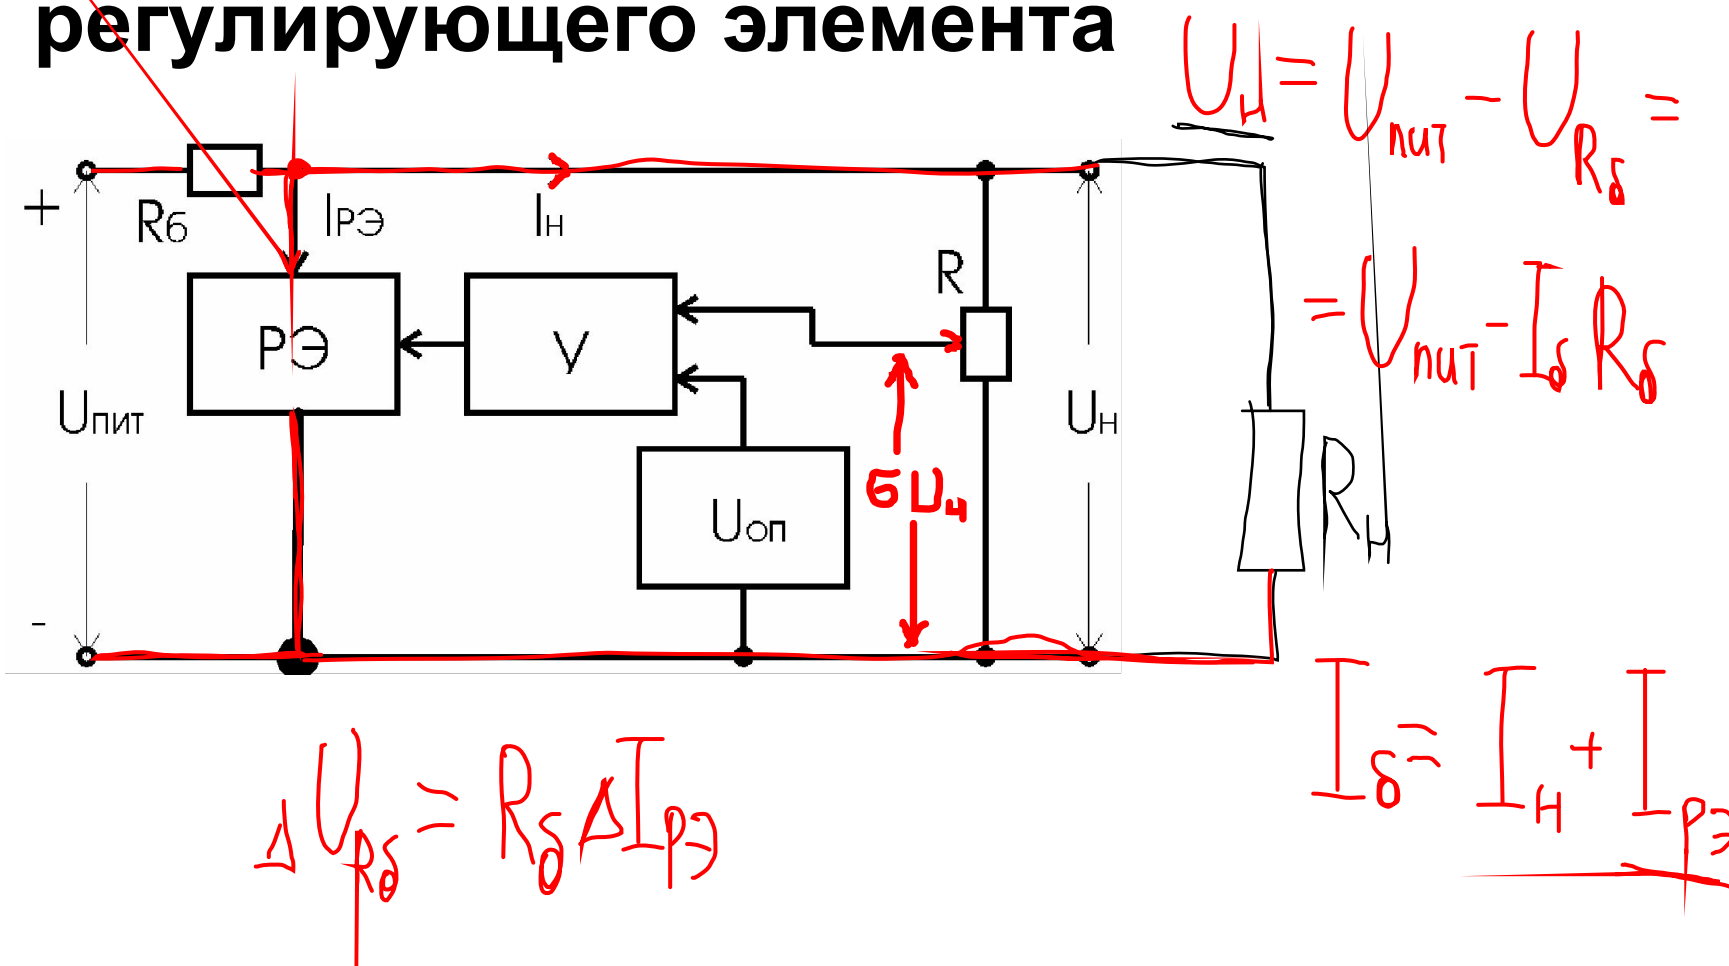 регулирующего элемента
Uн = Uпит - URб =
= Uпит - Iб Rб
+
Rб
IРЭ
Iн
R
РЭ
У
Uпит
Uн
Rн
бUн
Uоп
-
Iб = Iн + IРЭ
ΔURб = Rб ΔIРЭ